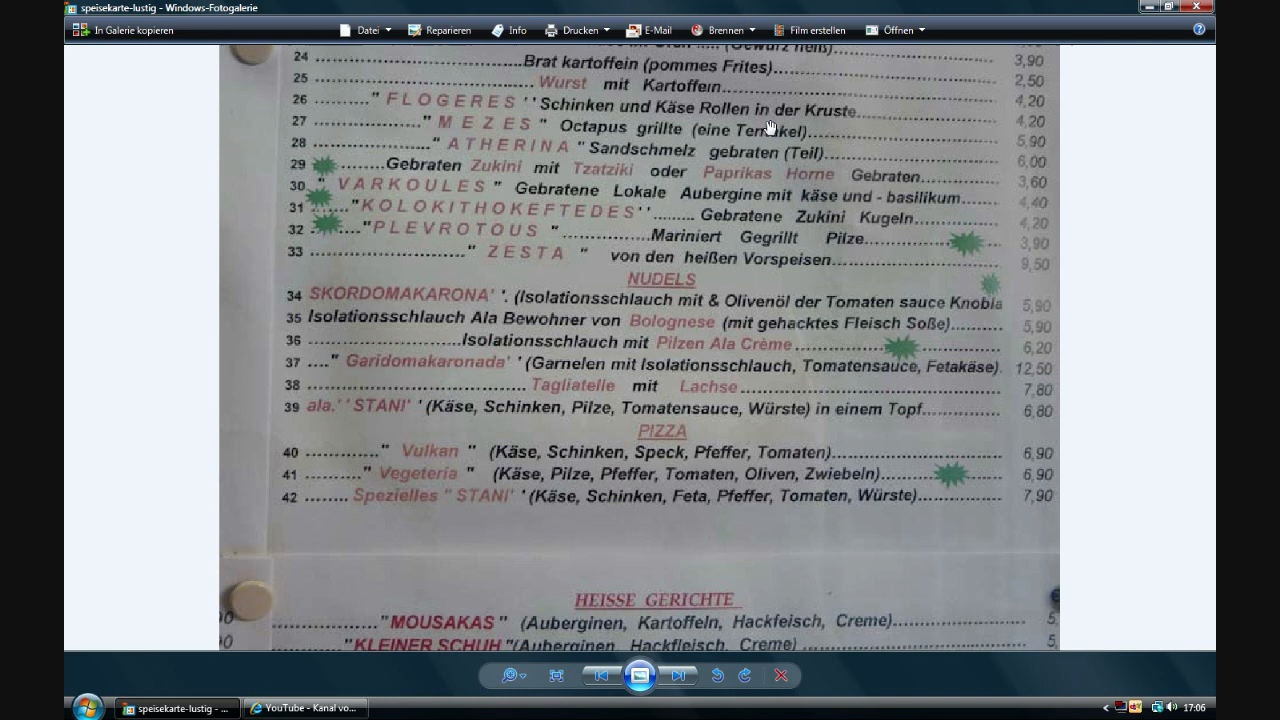 speisekarte-lustig - Windows-Fotogalerie
In Galerie kopieren Datei Reparieren Info Drucken E-Mail Brennen Film erstellen Öffnen
24 ........Brat kartoffein (pommes Frites)........ 3,90
25 ........Wurst mit Kartoffein........ 2,50
26 ........" FLOGERES '' Schinken und Käse Rollen in der Kruste........ 4,20
27 ........" MEZES " Octapus grillte (eine )........ 4,20
28 ........" ATHERINA " Sandschmelz gebraten (Teil)........ 5,90
29 ........Gebraten Zukini mit Tzatziki oder Paprikas Horne Gebraten........ 6,00
30 " VARKOULES " Gebratene Lokale Aubergine mit käse und - basilikum........ 3,60
31 ......"KOLOKITHOKEFTEDES''......... Gebratene Zukini Kugeln........ 4,40
32 ......"PLEVROTOUS "........Mariniert Gegrillt Pilze........ 4,20
3,90
33 ........" ZESTA " von den heißen Vorspeisen........ 9,50
NUDELS
34 SKORDOMAKARONA' '. (Isolationsschlauch mit & Olivenöl der Tomaten sauce Knobla 5,90
35 Isolationsschlauch Ala Bewohner von Bolognese (mit gehacktes Fleisch Soße)........ 5,90
36 ........Isolationsschlauch mit Pilzen Ala Crème........ 6,20
37 ...." Garidomakaronada' ' (Garnelen mit Isolationsschlauch, Tomatensauce, Fetakäse). 12,50
38 ........Tagliatelle mit Lachse........ 7,80
39 ala.' ' STANI' ' (Käse, Schinken, Pilze, Tomatensauce, Würste) in einem Topf........ 6,80
PIZZA
40 ............." Vulkan " (Käse, Schinken, Speck, Pfeffer, Tomaten)........ 6,90
41 .........." Vegeteria " (Käse, Pilze, Pfeffer, Tomaten, Oliven, Zwiebeln)........ 6,90
42 ........ Spezielles " STANI' ' (Käse, Schinken, Feta, Pfeffer, Tomaten, Würste)........ 7,90
HEISSE GERICHTE
........"MOUSAKAS " (Auberginen, Kartoffeln, Hackfeisch, Creme)........ 5
........"KLEINER SCHUH "(Auberginen, Hackfleisch, Creme) ........ 5
speisekarte-lustig - ... YouTube - Kanal vo... 17:06